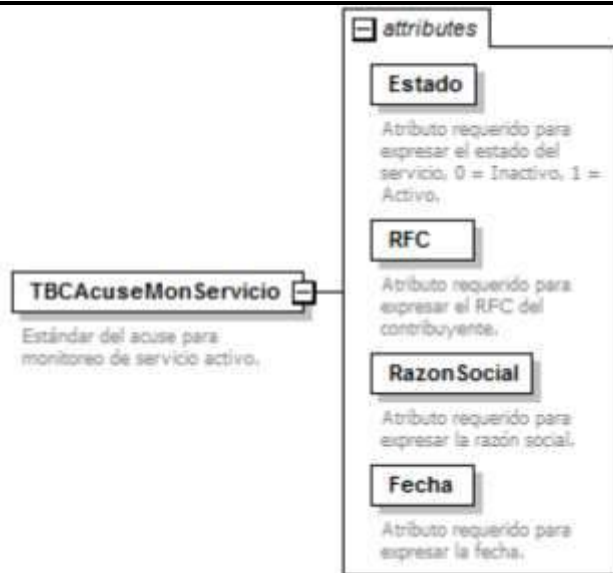 attributes
Estado
Atributo requerido para
expresar el estado del
servicio, 0 = Inactivo, 1 =
Activo.
RFC
Atributo requerido para
expresar el RFC del
contribuyente.
TBCAcuseMonServicio
Estándar del acuse para
monitoreo de servicio activo.
RazonSocial
Atributo requerido para
expresar la razón social.
Fecha
Atributo requerido para
expresar la fecha.